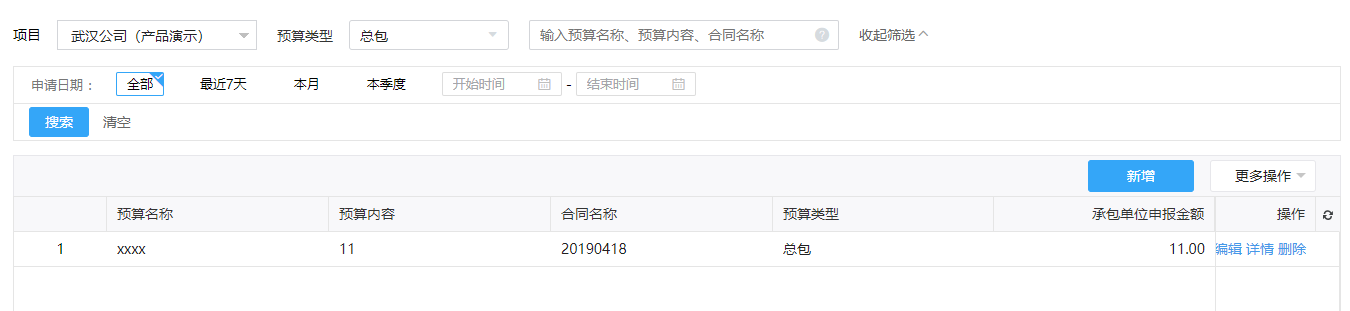 项目 武汉公司（产品演示） 预算类型 总包 输入预算名称、预算内容、合同名称 ? 收起筛选
申请日期： 全部 最近7天 本月 本季度 开始时间 - 结束时间
搜索 清空
新增 更多操作
预算名称 预算内容 合同名称 预算类型 承包单位申报金额 操作
1 xxxx 11 20190418 总包 11.00 编辑 详情 删除